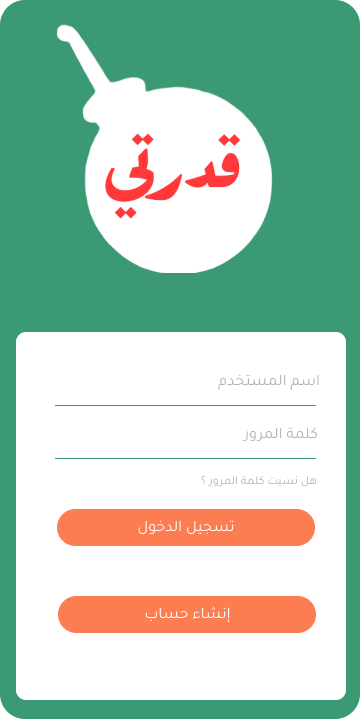 قدرتي
اسم المستخدم
كلمة المرور
هل نسيت كلمة المرور ؟
تسجيل الدخول
إنشاء حساب